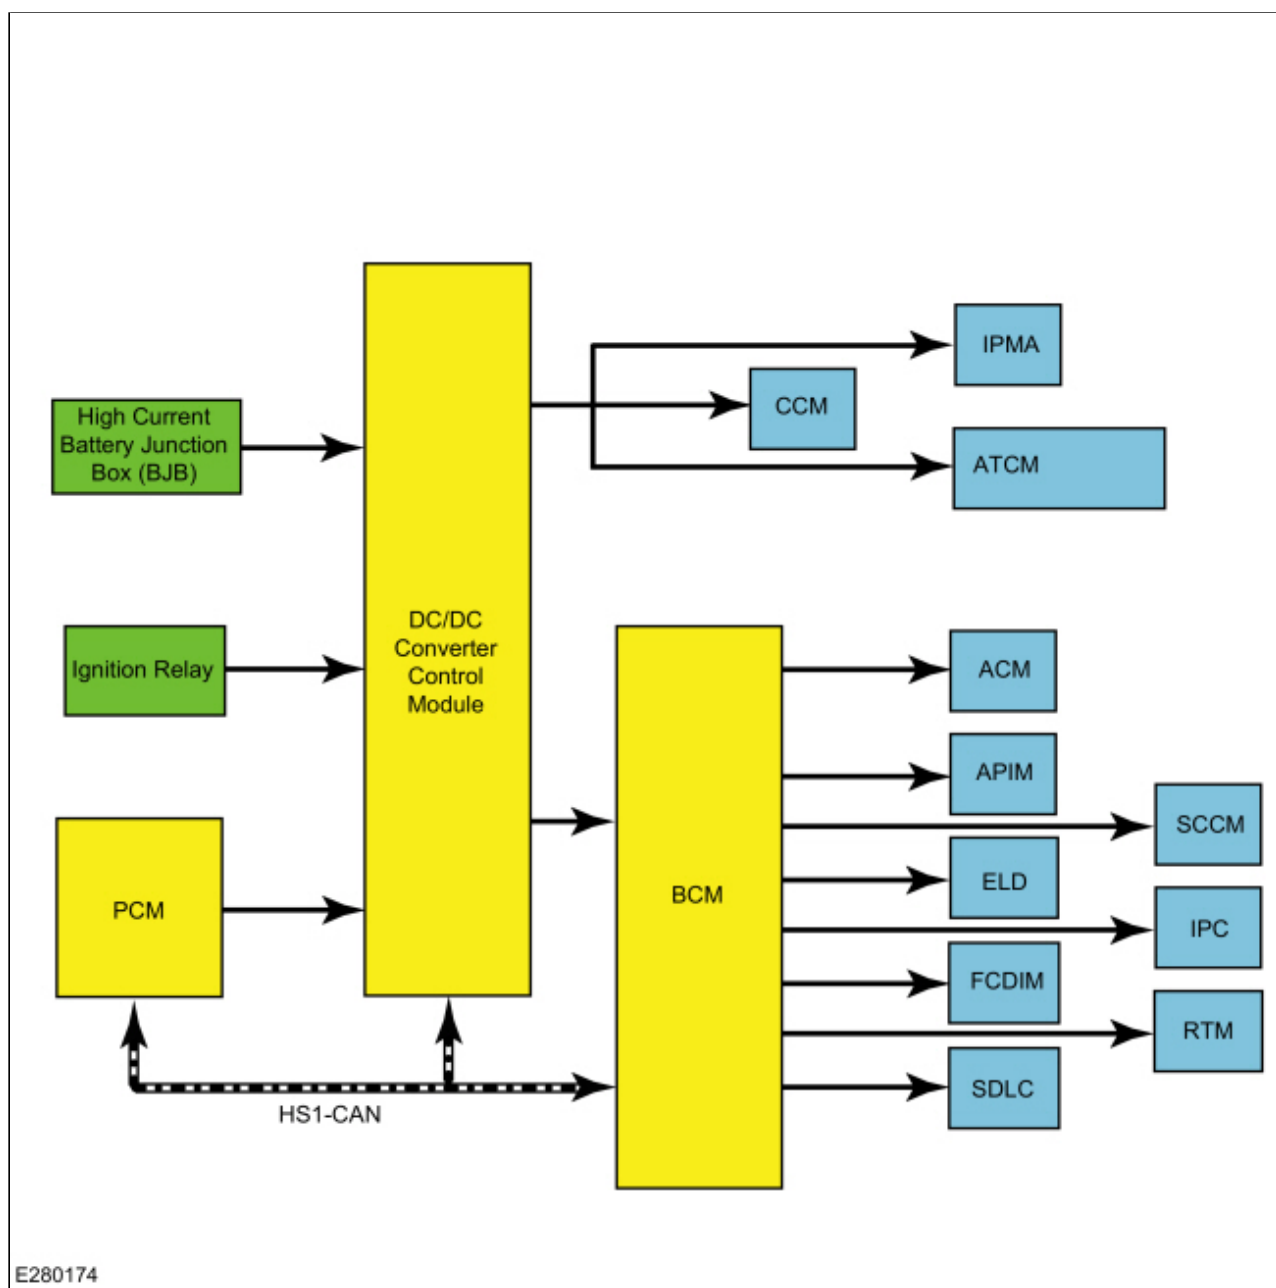 IPMA
CCM
High Current
Battery Junction
Box (BJB)
ATCM
DC/DC
Converter
Control
Module
Ignition Relay
ACM
APIM
SCCM
ELD
BCM
PCM
IPC
FCDIM
RTM
SDLC
HS1-CAN
E280174